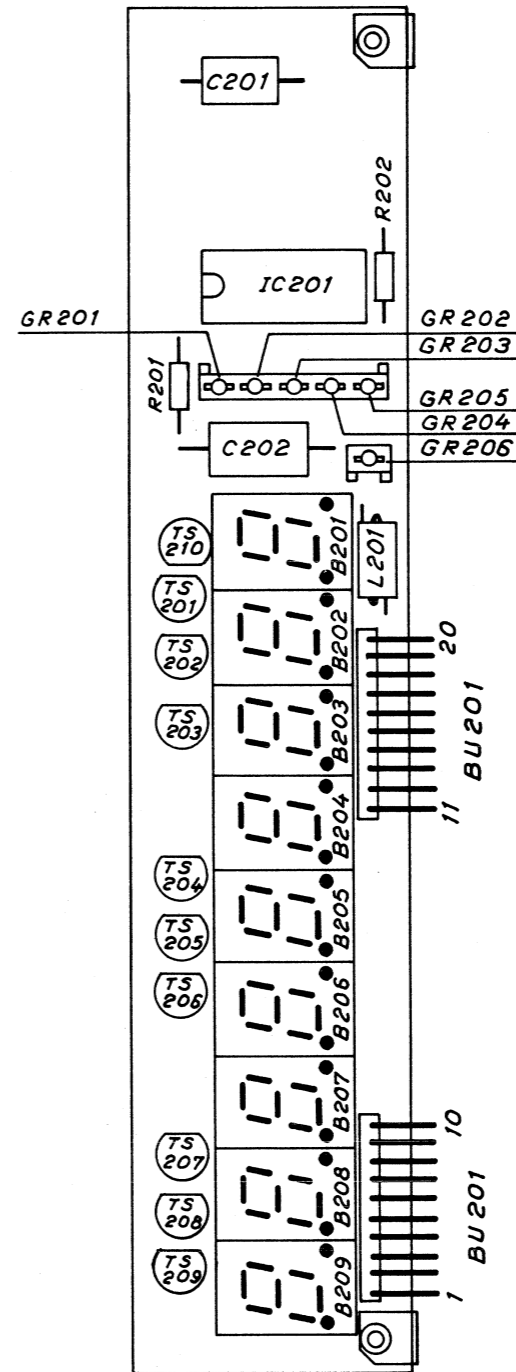 C201
R202
IC201
GR201
GR202
GR203
R201
GR205
GR204
C202
GR206
TS
210
B201
L201
TS
201
B202
20
TS
202
BU201
B203
TS
203
11
B204
TS
204
B205
TS
205
TS
206
B206
B207
10
TS
207
B208
TS
208
BU201
TS
209
B209
1